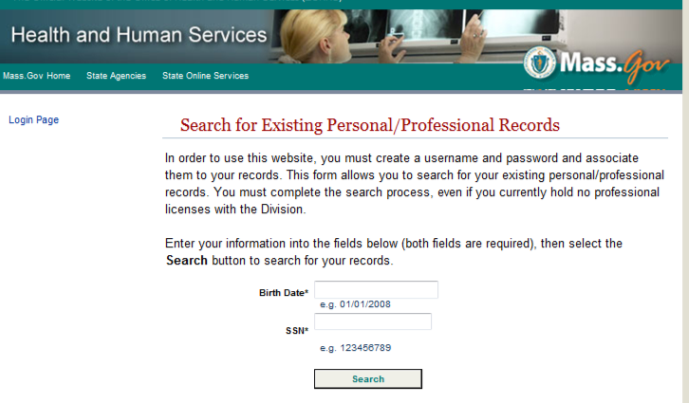 Health and Human Services
Mass.Gov
Mass.Gov Home State Agencies State Online Services
Login Page
Search for Existing Personal/Professional Records
In order to use this website, you must create a username and password and associate
them to your records. This form allows you to search for your existing personal/professional
records. You must complete the search process, even if you currently hold no professional
licenses with the Division.
Enter your information into the fields below (both fields are required), then select the
Search button to search for your records.
Birth Date*
e.g. 01/01/2008
SSN*
e.g. 123456789
Search